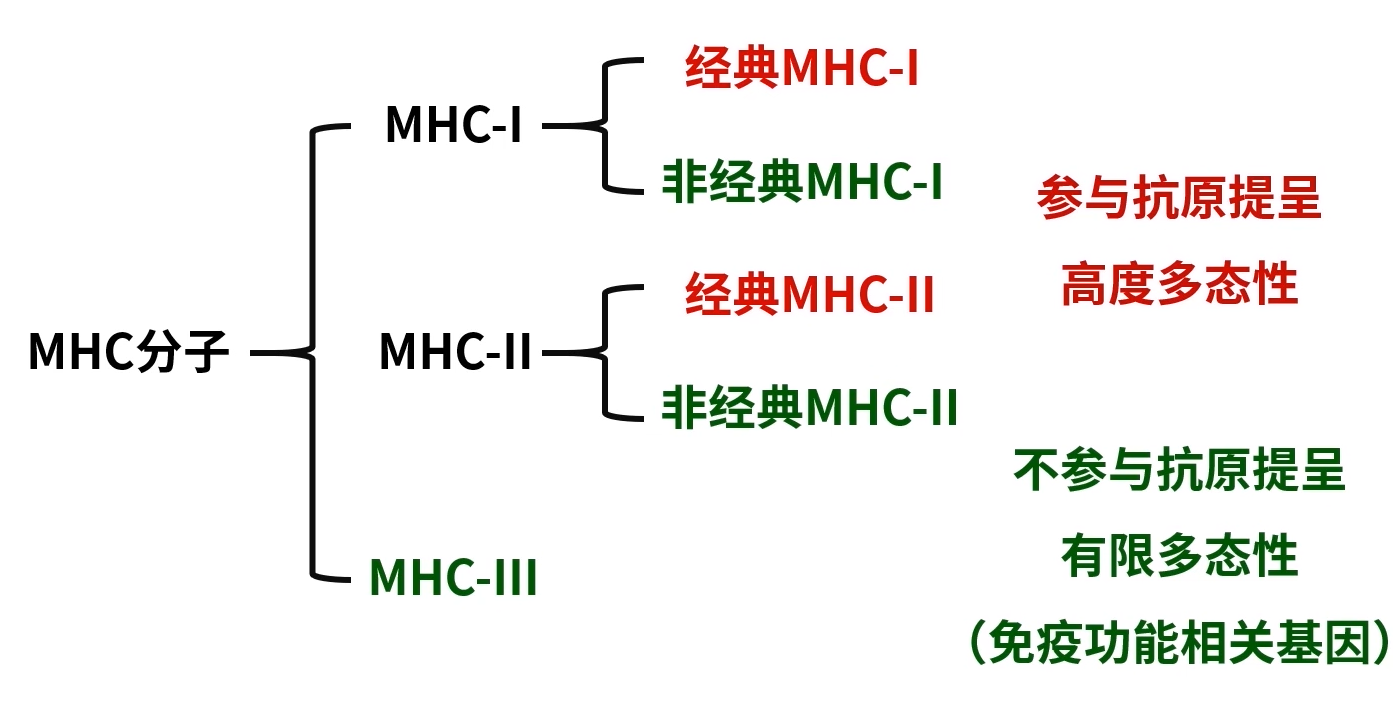 MHC分子
MHC-I
经典MHC-I
非经典MHC-I
MHC-II
经典MHC-II
非经典MHC-II
MHC-III
参与抗原提呈
高度多态性
不参与抗原提呈
有限多态性
（免疫功能相关基因）